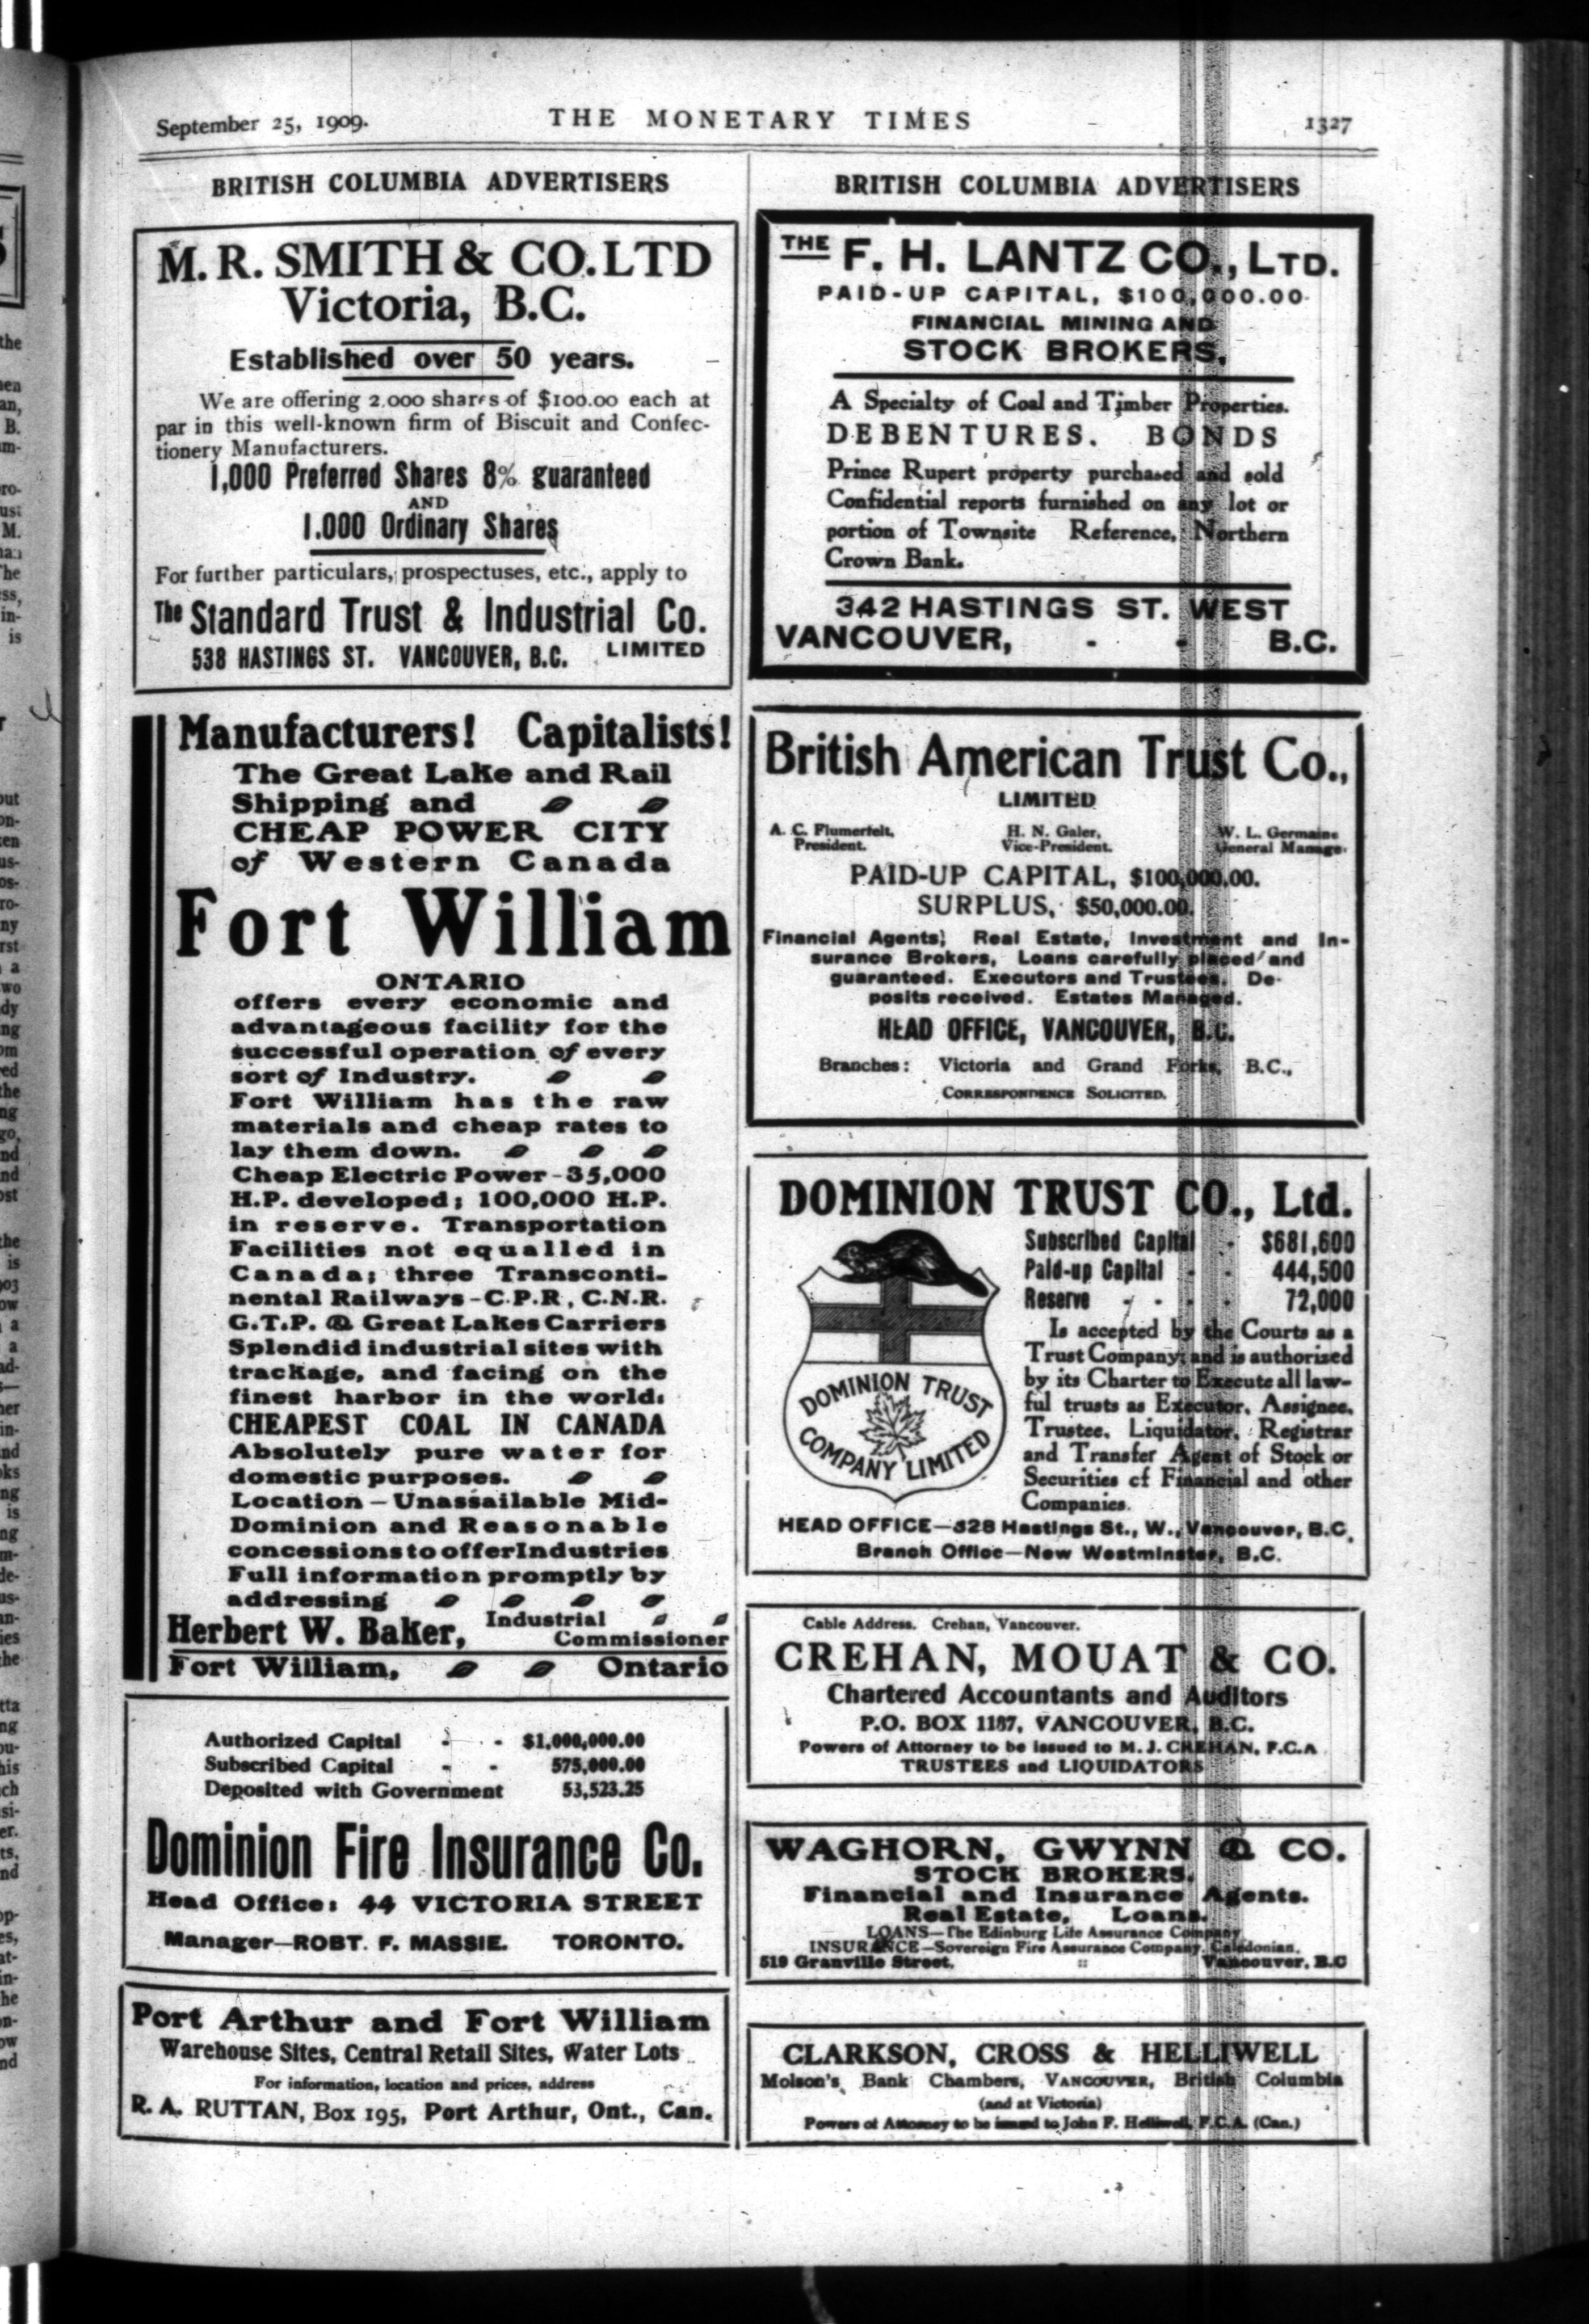 September 25, 1909.
THE MONETARY TIMES
1327
BRITISH COLUMBIA ADVERTISERS
M. R. SMITH & CO. LTD
Victoria, B.C.
Established over 50 years.
We are offering 2,000 shares of $100.00 each at
par in this well-known firm of Biscuit and Confec-
tionery Manufacturers.
1,000 Preferred Shares 8% guaranteed
AND
1.000 Ordinary Shares
For further particulars, prospectuses, etc., apply to
The Standard Trust & Industrial Co.
538 HASTINGS ST. VANCOUVER, B.C. LIMITED
Manufacturers! Capitalists!
The Great Lake and Rail
Shipping and
CHEAP POWER CITY
of Western Canada
Fort William
ONTARIO
offers every economic and
advantageous facility for the
successful operation of every
sort of Industry.
Fort William has the raw
materials and cheap rates to
lay them down.
Cheap Electric Power - 35,000
H.P. developed; 100,000 H.P.
in reserve. Transportation
Facilities not equalled in
Canada; three Transconti-
nental Railways - C.P.R, C.N.R.
G.T.P. & Great Lakes Carriers
Splendid industrial sites with
trackage, and facing on the
finest harbor in the world:
CHEAPEST COAL IN CANADA
Absolutely pure water for
domestic purposes.
Location — Unassailable Mid-
Dominion and Reasonable
concessions to offer Industries
Full information promptly by
addressing
Herbert W. Baker, Industrial
Commissioner
Fort William, Ontario
Authorized Capital - - $1,000,000.00
Subscribed Capital - - 575,000.00
Deposited with Government 53,523.25
Dominion Fire Insurance Co.
Head Office: 44 VICTORIA STREET
Manager—ROBT. F. MASSIE. TORONTO.
Port Arthur and Fort William
Warehouse Sites, Central Retail Sites, Water Lots
For information, location and prices, address
R. A. RUTTAN, Box 195, Port Arthur, Ont., Can.
BRITISH COLUMBIA ADVERTISERS
THE F. H. LANTZ CO., LTD.
PAID-UP CAPITAL, $100,000.00
FINANCIAL MINING AND
STOCK BROKERS.
A Specialty of Coal and Timber Properties.
DEBENTURES. BONDS
Prince Rupert property purchased and sold
Confidential reports furnished on any lot or
portion of Townsite Reference, Northern
Crown Bank.
342 HASTINGS ST. WEST
VANCOUVER, - - B.C.
British American Trust Co.,
LIMITED
A. C. Flumerfelt, H. N. Galer, W. L. Germaine
President. Vice-President. General Manage.
PAID-UP CAPITAL, $100,000.00.
SURPLUS, $50,000.00.
Financial Agents, Real Estate, Investment and In-
surance Brokers, Loans carefully placed and
guaranteed. Executors and Trustees. De-
posits received. Estates Managed.
HEAD OFFICE, VANCOUVER, B.C.
Branches: Victoria and Grand Forks, B.C.,
CORRESPONDENCE SOLICITED.
DOMINION TRUST CO., Ltd.
Subscribed Capital - $681,600
Paid-up Capital - - 444,500
Reserve - - - 72,000
DOMINION TRUST
COMPANY LIMITED
Is accepted by the Courts as a
Trust Company; and is authorized
by its Charter to Execute all law-
ful trusts as Executor, Assignee,
Trustee, Liquidator, Registrar
and Transfer Agent of Stock or
Securities of Financial and other
Companies.
HEAD OFFICE—328 Hastings St., W., Vancouver, B.C.
Branch Office—New Westminster, B.C.
Cable Address. Crehan, Vancouver.
CREHAN, MOUAT & CO.
Chartered Accountants and Auditors
P.O. BOX 1187, VANCOUVER, B.C.
Powers of Attorney to be issued to M. J. CREHAN, F.C.A
TRUSTEES and LIQUIDATORS
WAGHORN, GWYNN & CO.
STOCK BROKERS.
Financial and Insurance Agents.
Real Estate, Loans.
LOANS—The Edinburg Life Assurance Company
INSURANCE—Sovereign Fire Assurance Company, Caledonian.
519 Granville Street. :: Vancouver, B.C
CLARKSON, CROSS & HELLIWELL
Molson's Bank Chambers, VANCOUVER, British Columbia
(and at Victoria)
Powers of Attorney to be issued to John F. Helliwell, F.C.A. (Can.)